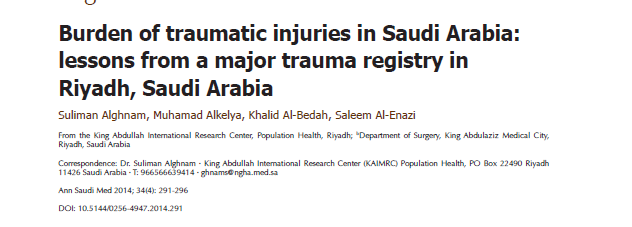 Burden of traumatic injuries in Saudi Arabia:
lessons from a major trauma registry in
Riyadh, Saudi Arabia
Suliman Alghnam, Muhamad Alkelya, Khalid Al-Bedah, Saleem Al-Enazi
From the King Abdullah International Research Center, Population Health, Riyadh; ᵇDepartment of Surgery, King Abdulaziz Medical City,
Riyadh, Saudi Arabia
Correspondence: Dr. Suliman Alghnam · King Abdullah International Research Center (KAIMRC) Population Health, PO Box 22490 Riyadh
11426 Saudi Arabia · T: 966566639414 · ghnams@ngha.med.sa
Ann Saudi Med 2014; 34(4): 291-296
DOI: 10.5144/0256-4947.2014.291